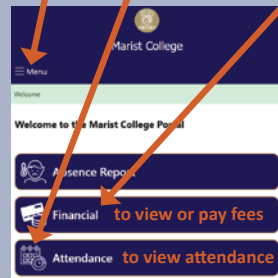 Marist College
Menu
Welcome
Welcome to the Marist College Portal
Absence Report
Financial to view or pay fees
Attendance to view attendance